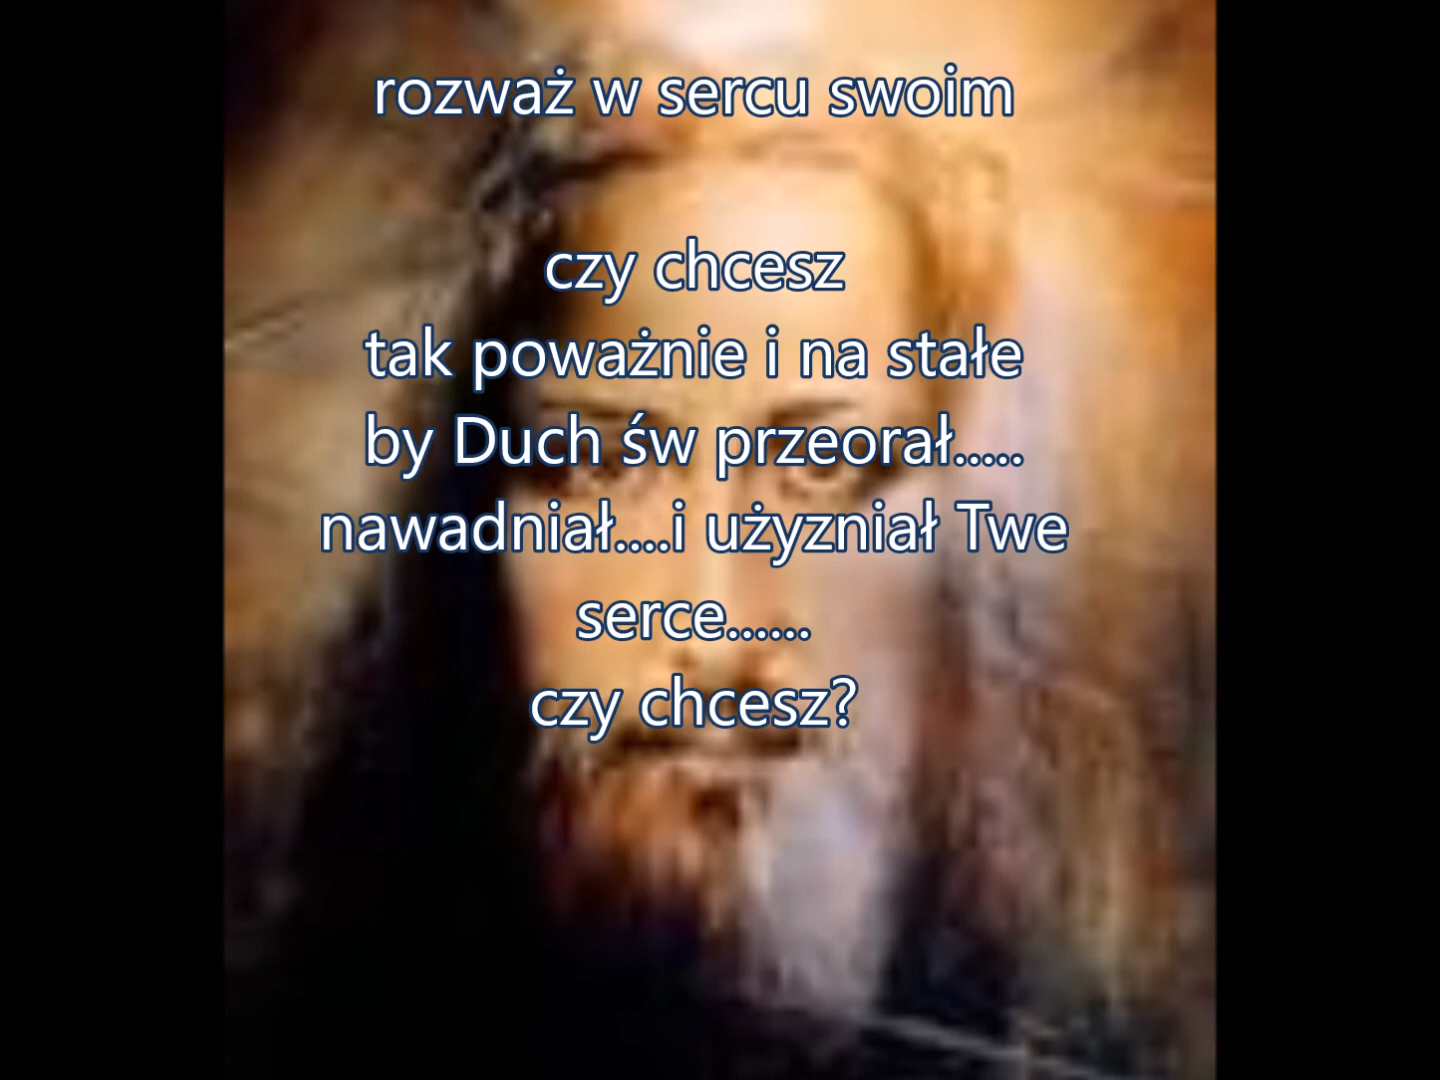 rozważ w sercu swoim
czy chcesz
tak poważnie i na stałe
by Duch św przeorał.....
nawadniał....i użyzniał Twe
serce......
czy chcesz?